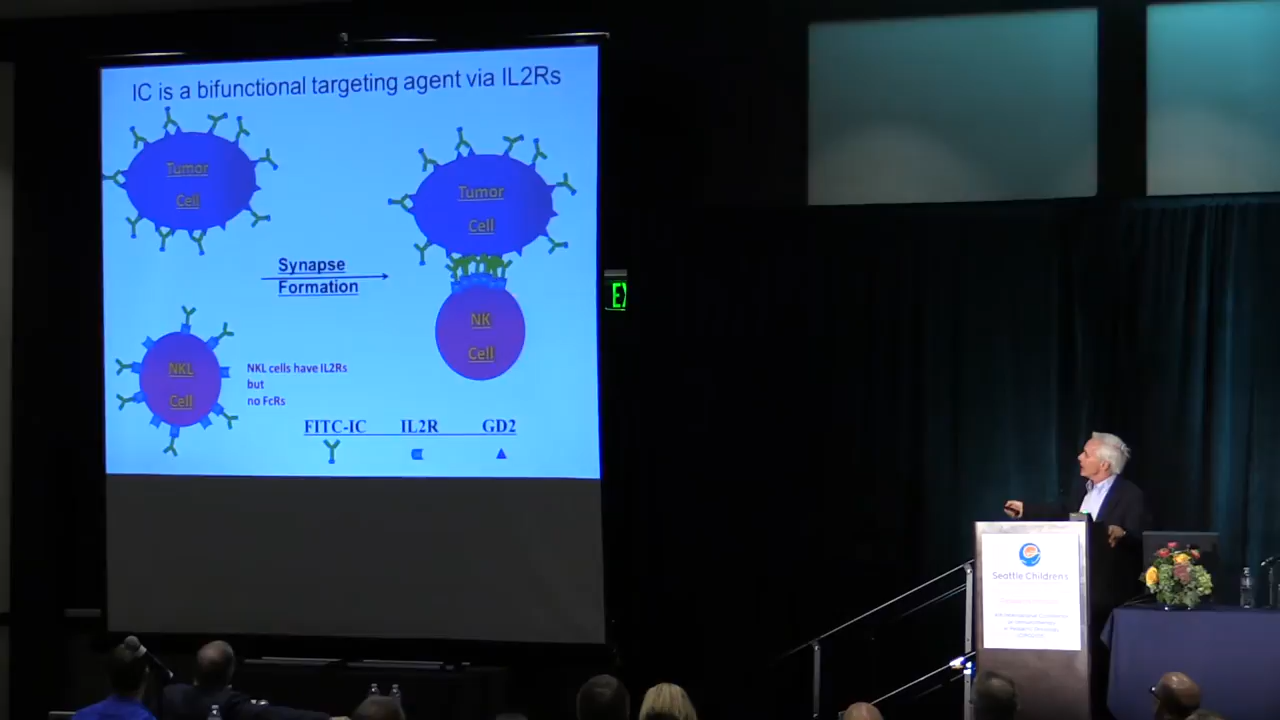 IC is a bifunctional targeting agent via IL2Rs
Tumor
Cell
Tumor
Cell
Synapse
Formation
NK
Cell
NKL
Cell
NKL cells have IL2Rs
but
no FcRs
FITC-IC IL2R GD2
EX
Seattle Children's